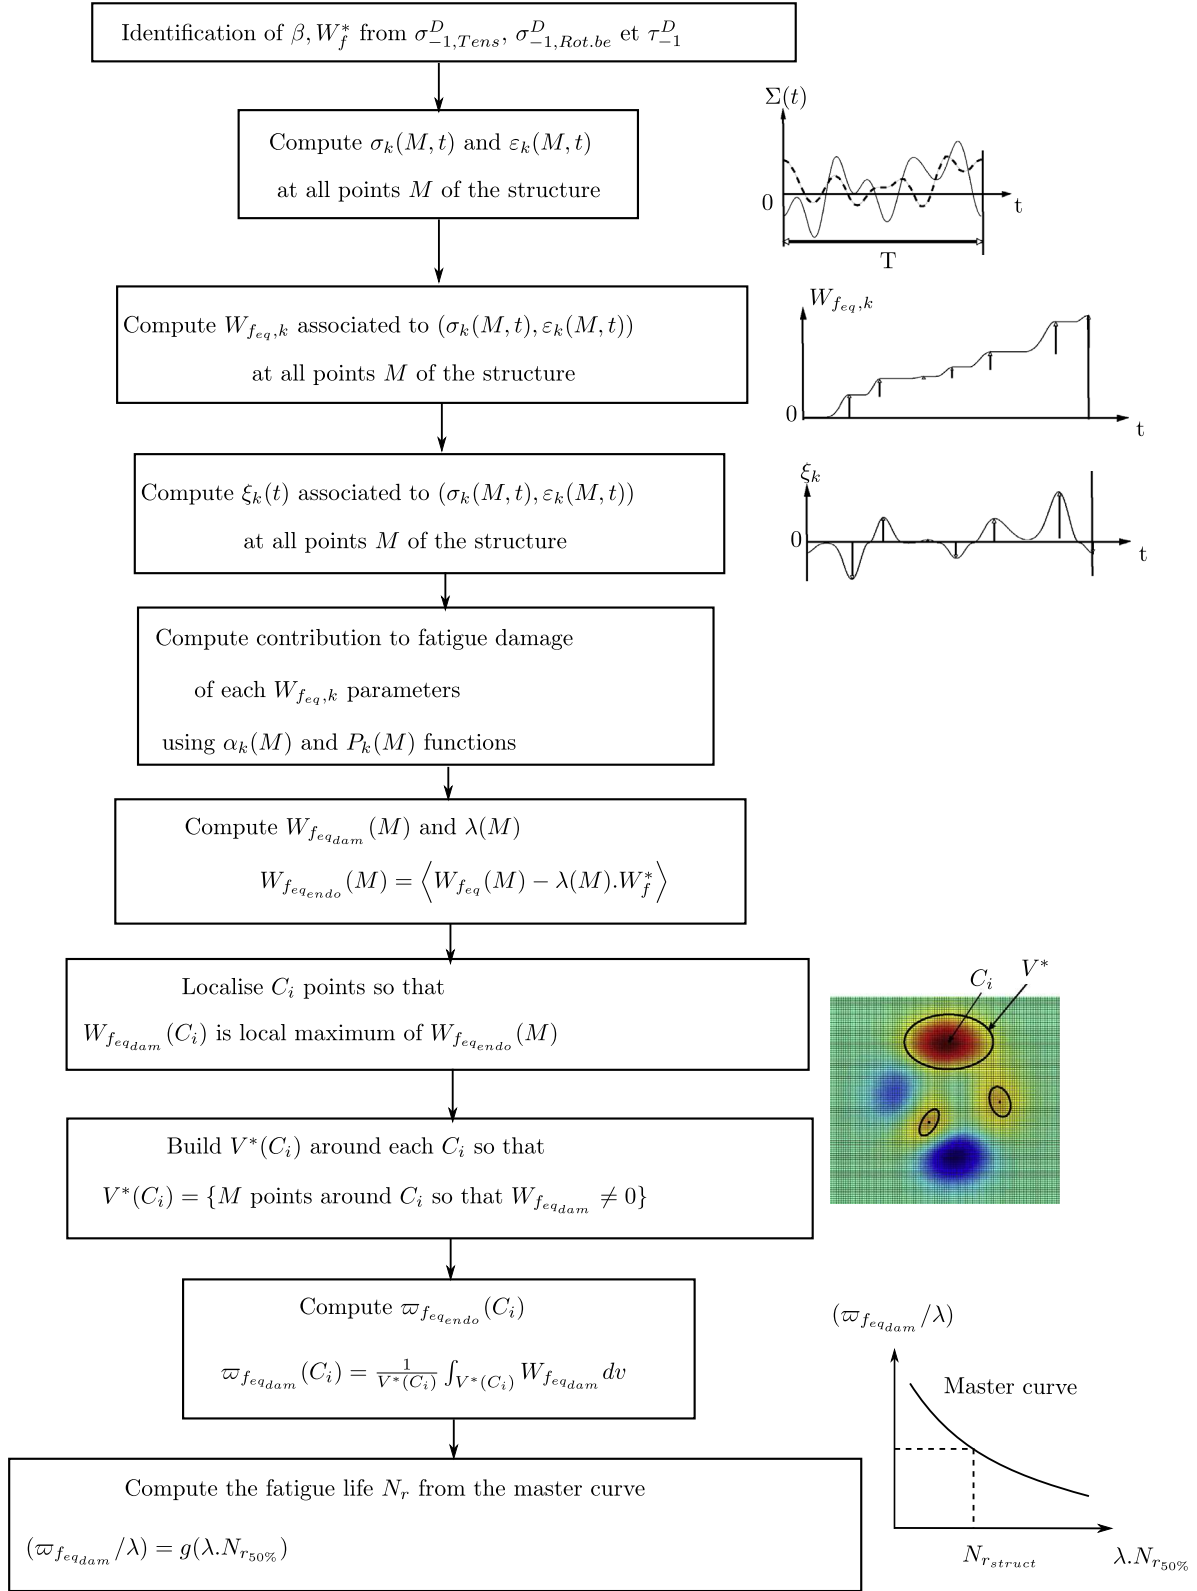 Identification of β, W_f^* from σ^D_{-1,Tens}, σ^D_{-1,Rot.be} et τ^D_{-1}
Compute σ_k(M, t) and ε_k(M, t)
at all points M of the structure
Σ(t)
0
t
T
Compute W_{f_{eq},k} associated to (σ_k(M, t), ε_k(M, t))
at all points M of the structure
W_{f_{eq},k}
0
t
Compute ξ_k(t) associated to (σ_k(M, t), ε_k(M, t))
at all points M of the structure
ξ_k
0
t
Compute contribution to fatigue damage
of each W_{f_{eq},k} parameters
using α_k(M) and P_k(M) functions
Compute W_{f_{eq_{dam}}}(M) and λ(M)
W_{f_{eq_{endo}}}(M) = ⟨W_{f_{eq}}(M) − λ(M).W_f^*⟩
Localise C_i points so that
W_{f_{eq_{dam}}}(C_i) is local maximum of W_{f_{eq_{endo}}}(M)
C_i
V^*
Build V^*(C_i) around each C_i so that
V^*(C_i) = {M points around C_i so that W_{f_{eq_{dam}}} ≠ 0}
Compute ϖ_{f_{eq_{endo}}}(C_i)
ϖ_{f_{eq_{dam}}}(C_i) = \frac{1}{V^*(C_i)} ∫_{V^*(C_i)} W_{f_{eq_{dam}}} dv
(ϖ_{f_{eq_{dam}}}/λ)
Master curve
N_{r_{struct}}
λ.N_{r_{50%}}
Compute the fatigue life N_r from the master curve
(ϖ_{f_{eq_{dam}}}/λ) = g(λ.N_{r_{50%}})